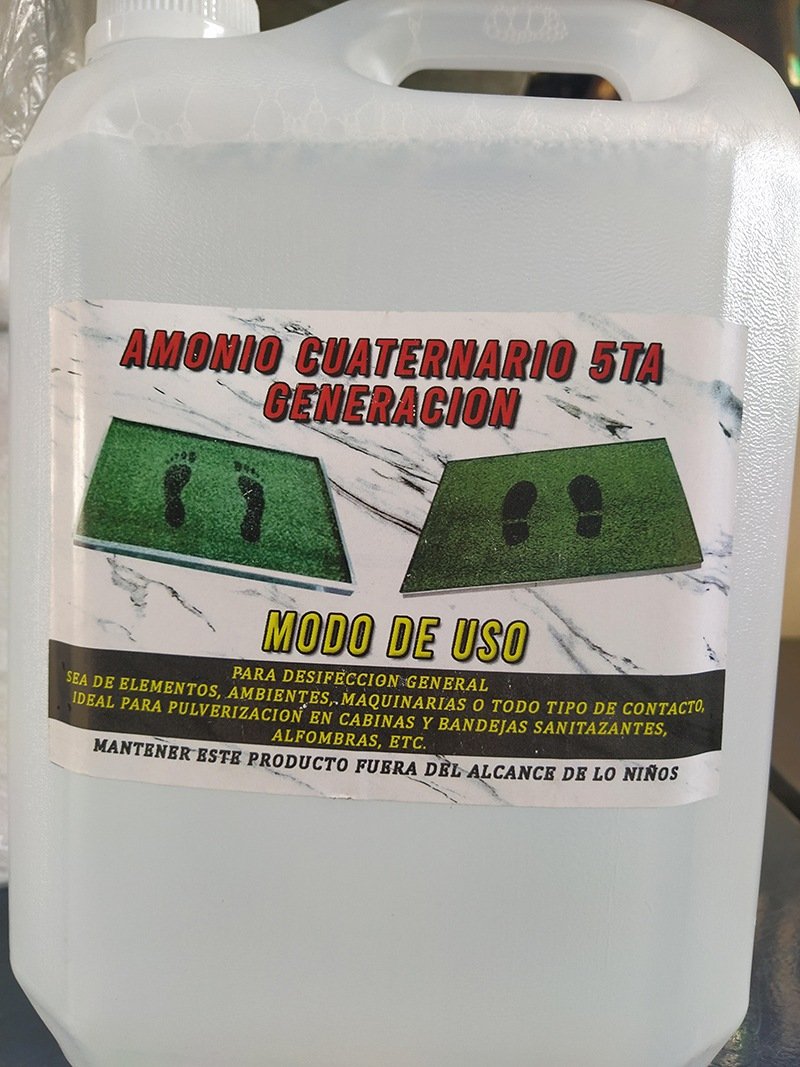 AMONIO CUATERNARIO 5TA
GENERACION
MODO DE USO
PARA DESIFECCION GENERAL
SEA DE ELEMENTOS, AMBIENTES, MAQUINARIAS O TODO TIPO DE CONTACTO,
IDEAL PARA PULVERIZACION EN CABINAS Y BANDEJAS SANITAZANTES,
ALFOMBRAS, ETC.
MANTENER ESTE PRODUCTO FUERA DEL ALCANCE DE LO NIÑOS